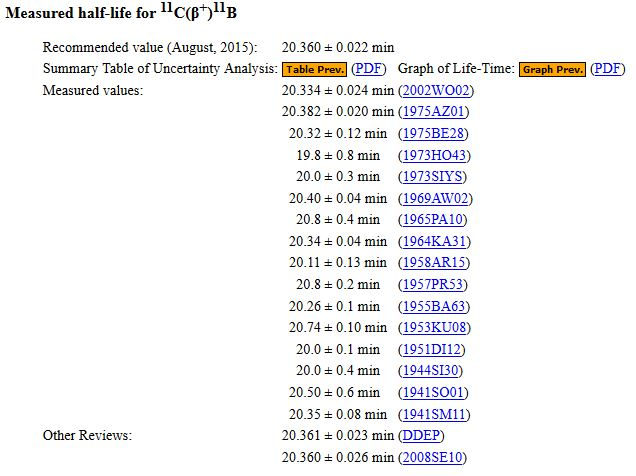 Measured half-life for ¹¹C(β⁺)¹¹B
Recommended value (August, 2015): 20.360 ± 0.022 min
Summary Table of Uncertainty Analysis: Table Prev. (PDF) Graph of Life-Time: Graph Prev. (PDF)
Measured values: 20.334 ± 0.024 min (2002WO02)
20.382 ± 0.020 min (1975AZ01)
20.32 ± 0.12 min (1975BE28)
19.8 ± 0.8 min (1973HO43)
20.0 ± 0.3 min (1973SIYS)
20.40 ± 0.04 min (1969AW02)
20.8 ± 0.4 min (1965PA10)
20.34 ± 0.04 min (1964KA31)
20.11 ± 0.13 min (1958AR15)
20.8 ± 0.2 min (1957PR53)
20.26 ± 0.1 min (1955BA63)
20.74 ± 0.10 min (1953KU08)
20.0 ± 0.1 min (1951DI12)
20.0 ± 0.4 min (1944SI30)
20.50 ± 0.6 min (1941SO01)
20.35 ± 0.08 min (1941SM11)
Other Reviews: 20.361 ± 0.023 min (DDEP)
20.360 ± 0.026 min (2008SE10)